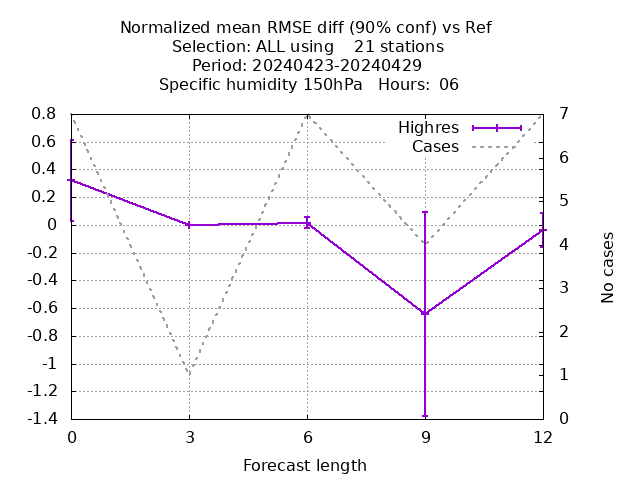 Normalized mean RMSE diff (90% conf) vs Ref
Selection: ALL using    21 stations
Period: 20240423-20240429
Specific humidity 150hPa   Hours:  06
Highres
Cases
0.8
0.6
0.4
0.2
0
-0.2
-0.4
-0.6
-0.8
-1
-1.2
-1.4
7
6
5
4
3
2
1
0
No cases
0 3 6 9 12
Forecast length